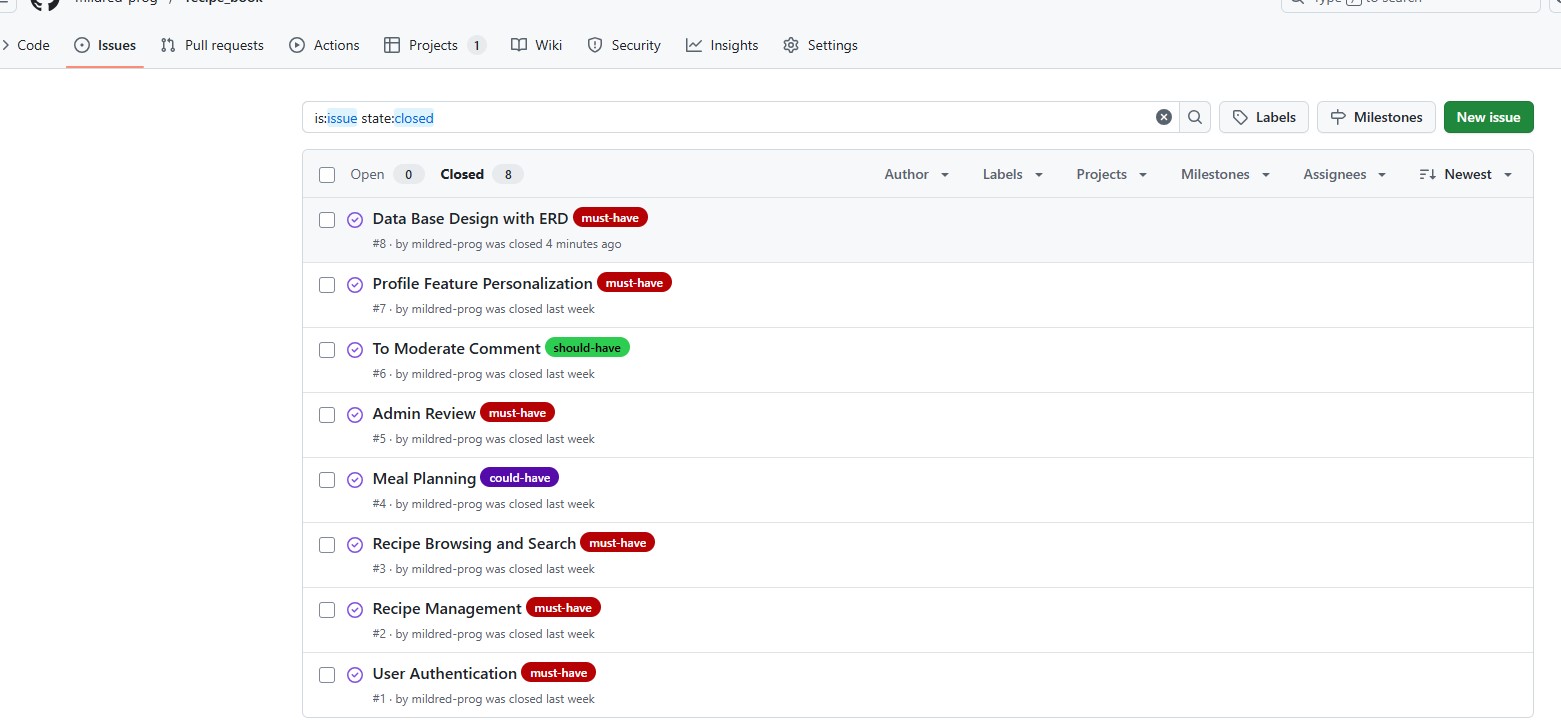 mildred-prog / recipe_book
Type / to search
Code Issues Pull requests Actions Projects 1 Wiki Security Insights Settings
is:issue state:closed
Labels Milestones New issue
Open 0 Closed 8 Author Labels Projects Milestones Assignees Newest
Data Base Design with ERD must-have
#8 · by mildred-prog was closed 4 minutes ago
Profile Feature Personalization must-have
#7 · by mildred-prog was closed last week
To Moderate Comment should-have
#6 · by mildred-prog was closed last week
Admin Review must-have
#5 · by mildred-prog was closed last week
Meal Planning could-have
#4 · by mildred-prog was closed last week
Recipe Browsing and Search must-have
#3 · by mildred-prog was closed last week
Recipe Management must-have
#2 · by mildred-prog was closed last week
User Authentication must-have
#1 · by mildred-prog was closed last week